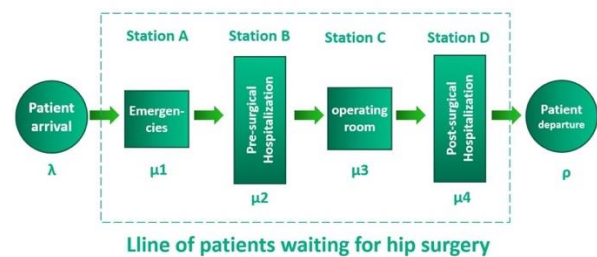 Station A
Station B
Station C
Station D
Patient
arrival
Emergen-
cies
Pre-surgical
Hospitalization
operating
room
Post-surgical
Hospitalization
Patient
departure
λ
μ1
μ2
μ3
μ4
ρ
Lline of patients waiting for hip surgery